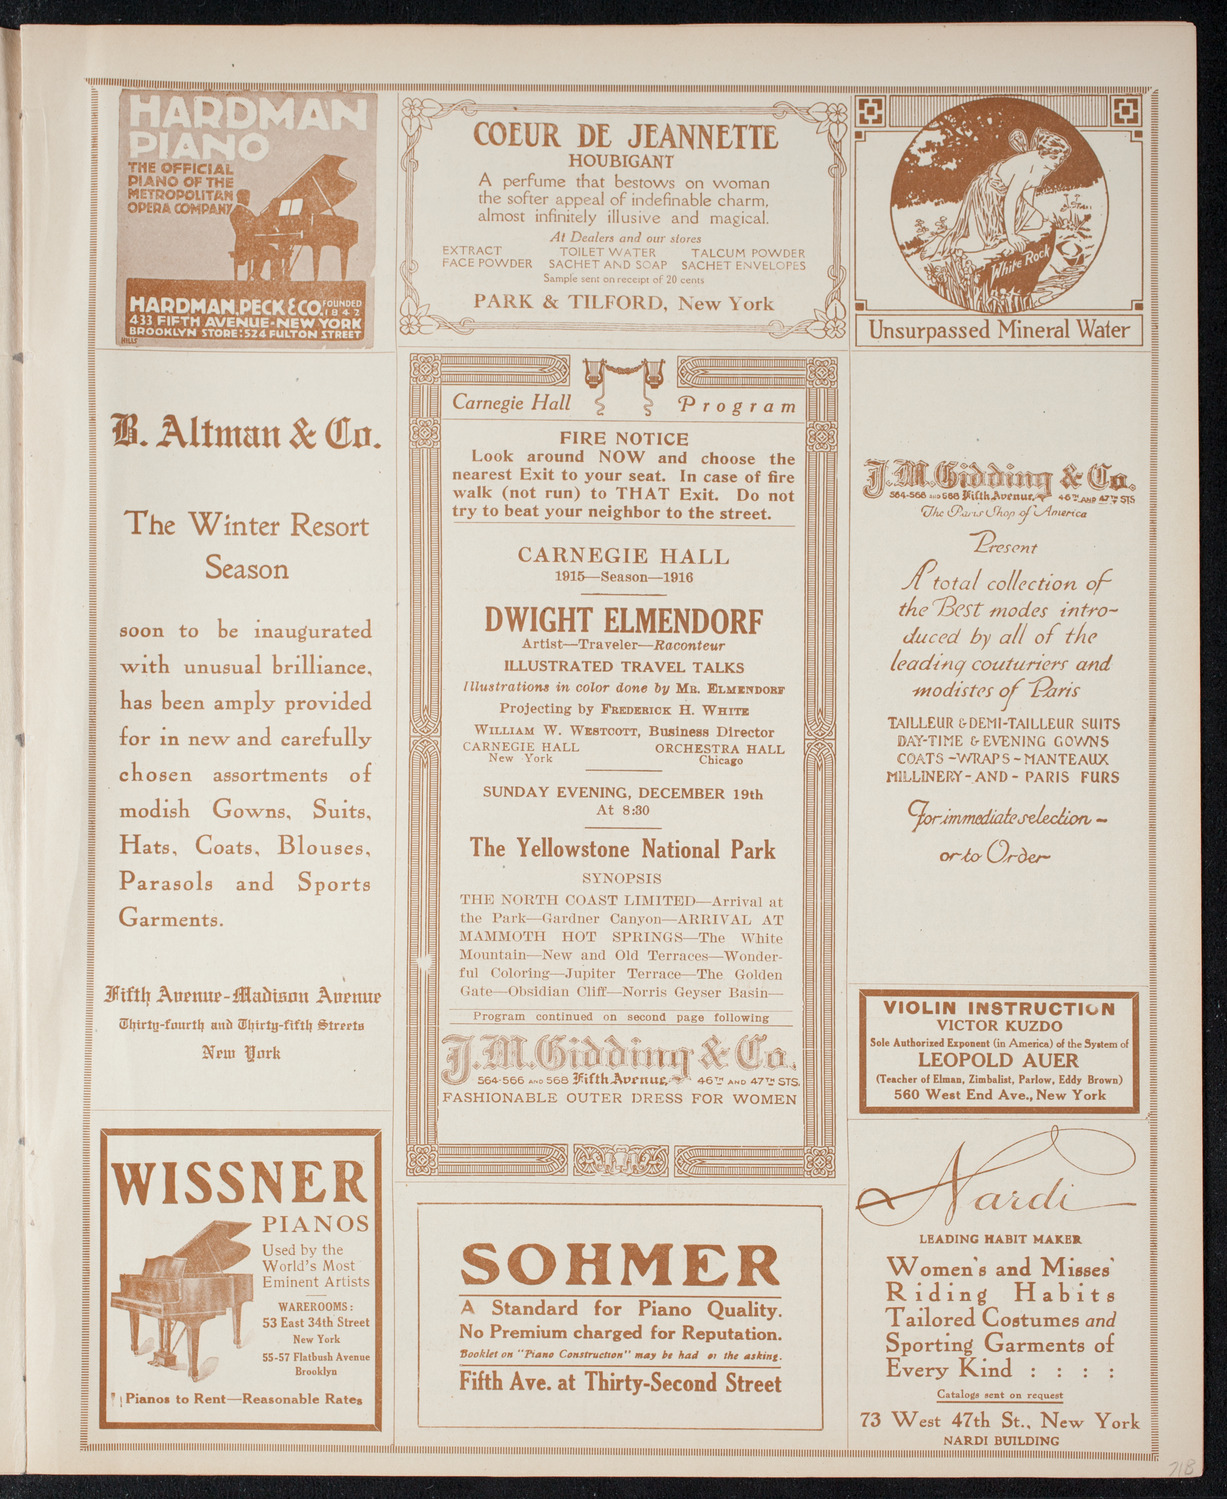 HARDMAN
PIANO
THE OFFICIAL
PIANO OF THE
METROPOLITAN
OPERA COMPANY
HARDMAN, PECK & CO. FOUNDED 1842
433 FIFTH AVENUE-NEW YORK
BROOKLYN STORE: 524 FULTON STREET
HILLS
COEUR DE JEANNETTE
HOUBIGANT
A perfume that bestows on woman
the softer appeal of indefinable charm,
almost infinitely illusive and magical.
At Dealers and our stores
EXTRACT TOILET WATER TALCUM POWDER
FACE POWDER SACHET AND SOAP SACHET ENVELOPES
Sample sent on receipt of 20 cents
PARK & TILFORD, New York
White Rock
Unsurpassed Mineral Water
B. Altman & Co.
The Winter Resort
Season
soon to be inaugurated
with unusual brilliance,
has been amply provided
for in new and carefully
chosen assortments of
modish Gowns, Suits,
Hats, Coats, Blouses,
Parasols and Sports
Garments.
Fifth Avenue-Madison Avenue
Thirty-fourth and Thirty-fifth Streets
New York
Carnegie Hall Program
FIRE NOTICE
Look around NOW and choose the
nearest Exit to your seat. In case of fire
walk (not run) to THAT Exit. Do not
try to beat your neighbor to the street.
CARNEGIE HALL
1915—Season—1916
DWIGHT ELMENDORF
Artist—Traveler—Raconteur
ILLUSTRATED TRAVEL TALKS
Illustrations in color done by MR. ELMENDORF
Projecting by FREDERICK H. WHITE
WILLIAM W. WESTCOTT, Business Director
CARNEGIE HALL ORCHESTRA HALL
New York Chicago
SUNDAY EVENING, DECEMBER 19th
At 8:30
The Yellowstone National Park
SYNOPSIS
THE NORTH COAST LIMITED—Arrival at
the Park—Gardner Canyon—ARRIVAL AT
MAMMOTH HOT SPRINGS—The White
Mountain—New and Old Terraces—Wonder-
ful Coloring—Jupiter Terrace—The Golden
Gate—Obsidian Cliff—Norris Geyser Basin—
Program continued on second page following
J.M. Gidding & Co.
564-566 AND 568 Fifth Avenue 46TH AND 47TH STS.
FASHIONABLE OUTER DRESS FOR WOMEN
J.M. Gidding & Co.
564-566 AND 568 Fifth Avenue 46TH AND 47TH STS
The Paris Shop of America
Present
A total collection of
the Best modes intro-
duced by all of the
leading couturiers and
modistes of Paris
TAILLEUR & DEMI-TAILLEUR SUITS
DAY-TIME & EVENING GOWNS
COATS - WRAPS - MANTEAUX
MILLINERY - AND - PARIS FURS
For immediate selection -
or to Order
VIOLIN INSTRUCTION
VICTOR KUZDO
Sole Authorized Exponent (in America) of the System of
LEOPOLD AUER
(Teacher of Elman, Zimbalist, Parlow, Eddy Brown)
560 West End Ave., New York
WISSNER
PIANOS
Used by the
World's Most
Eminent Artists
WAREROOMS:
53 East 34th Street
New York
55-57 Flatbush Avenue
Brooklyn
Pianos to Rent—Reasonable Rates
SOHMER
A Standard for Piano Quality.
No Premium charged for Reputation.
Booklet on "Piano Construction" may be had or the asking.
Fifth Ave. at Thirty-Second Street
Nardi
LEADING HABIT MAKER
Women's and Misses'
Riding Habits
Tailored Costumes and
Sporting Garments of
Every Kind : : : :
Catalogs sent on request
73 West 47th St., New York
NARDI BUILDING
718